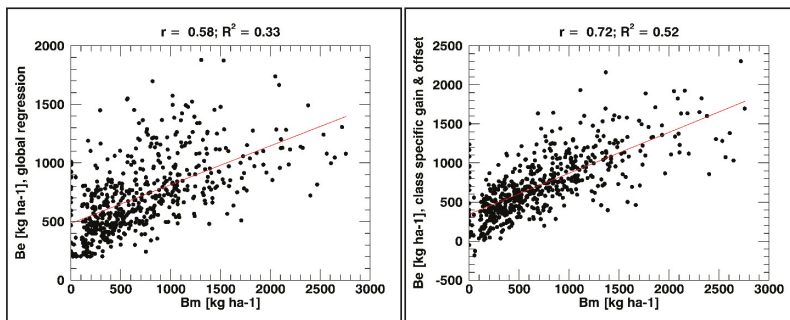 r = 0.58; R² = 0.33
2000
1500
1000
500
0
Be [kg ha-1], global regression
0 500 1000 1500 2000 2500 3000
Bm [kg ha-1]
r = 0.72; R² = 0.52
2500
2000
1500
1000
500
0
-500
Be [kg ha-1], class specific gain & offset
0 500 1000 1500 2000 2500 3000
Bm [kg ha-1]